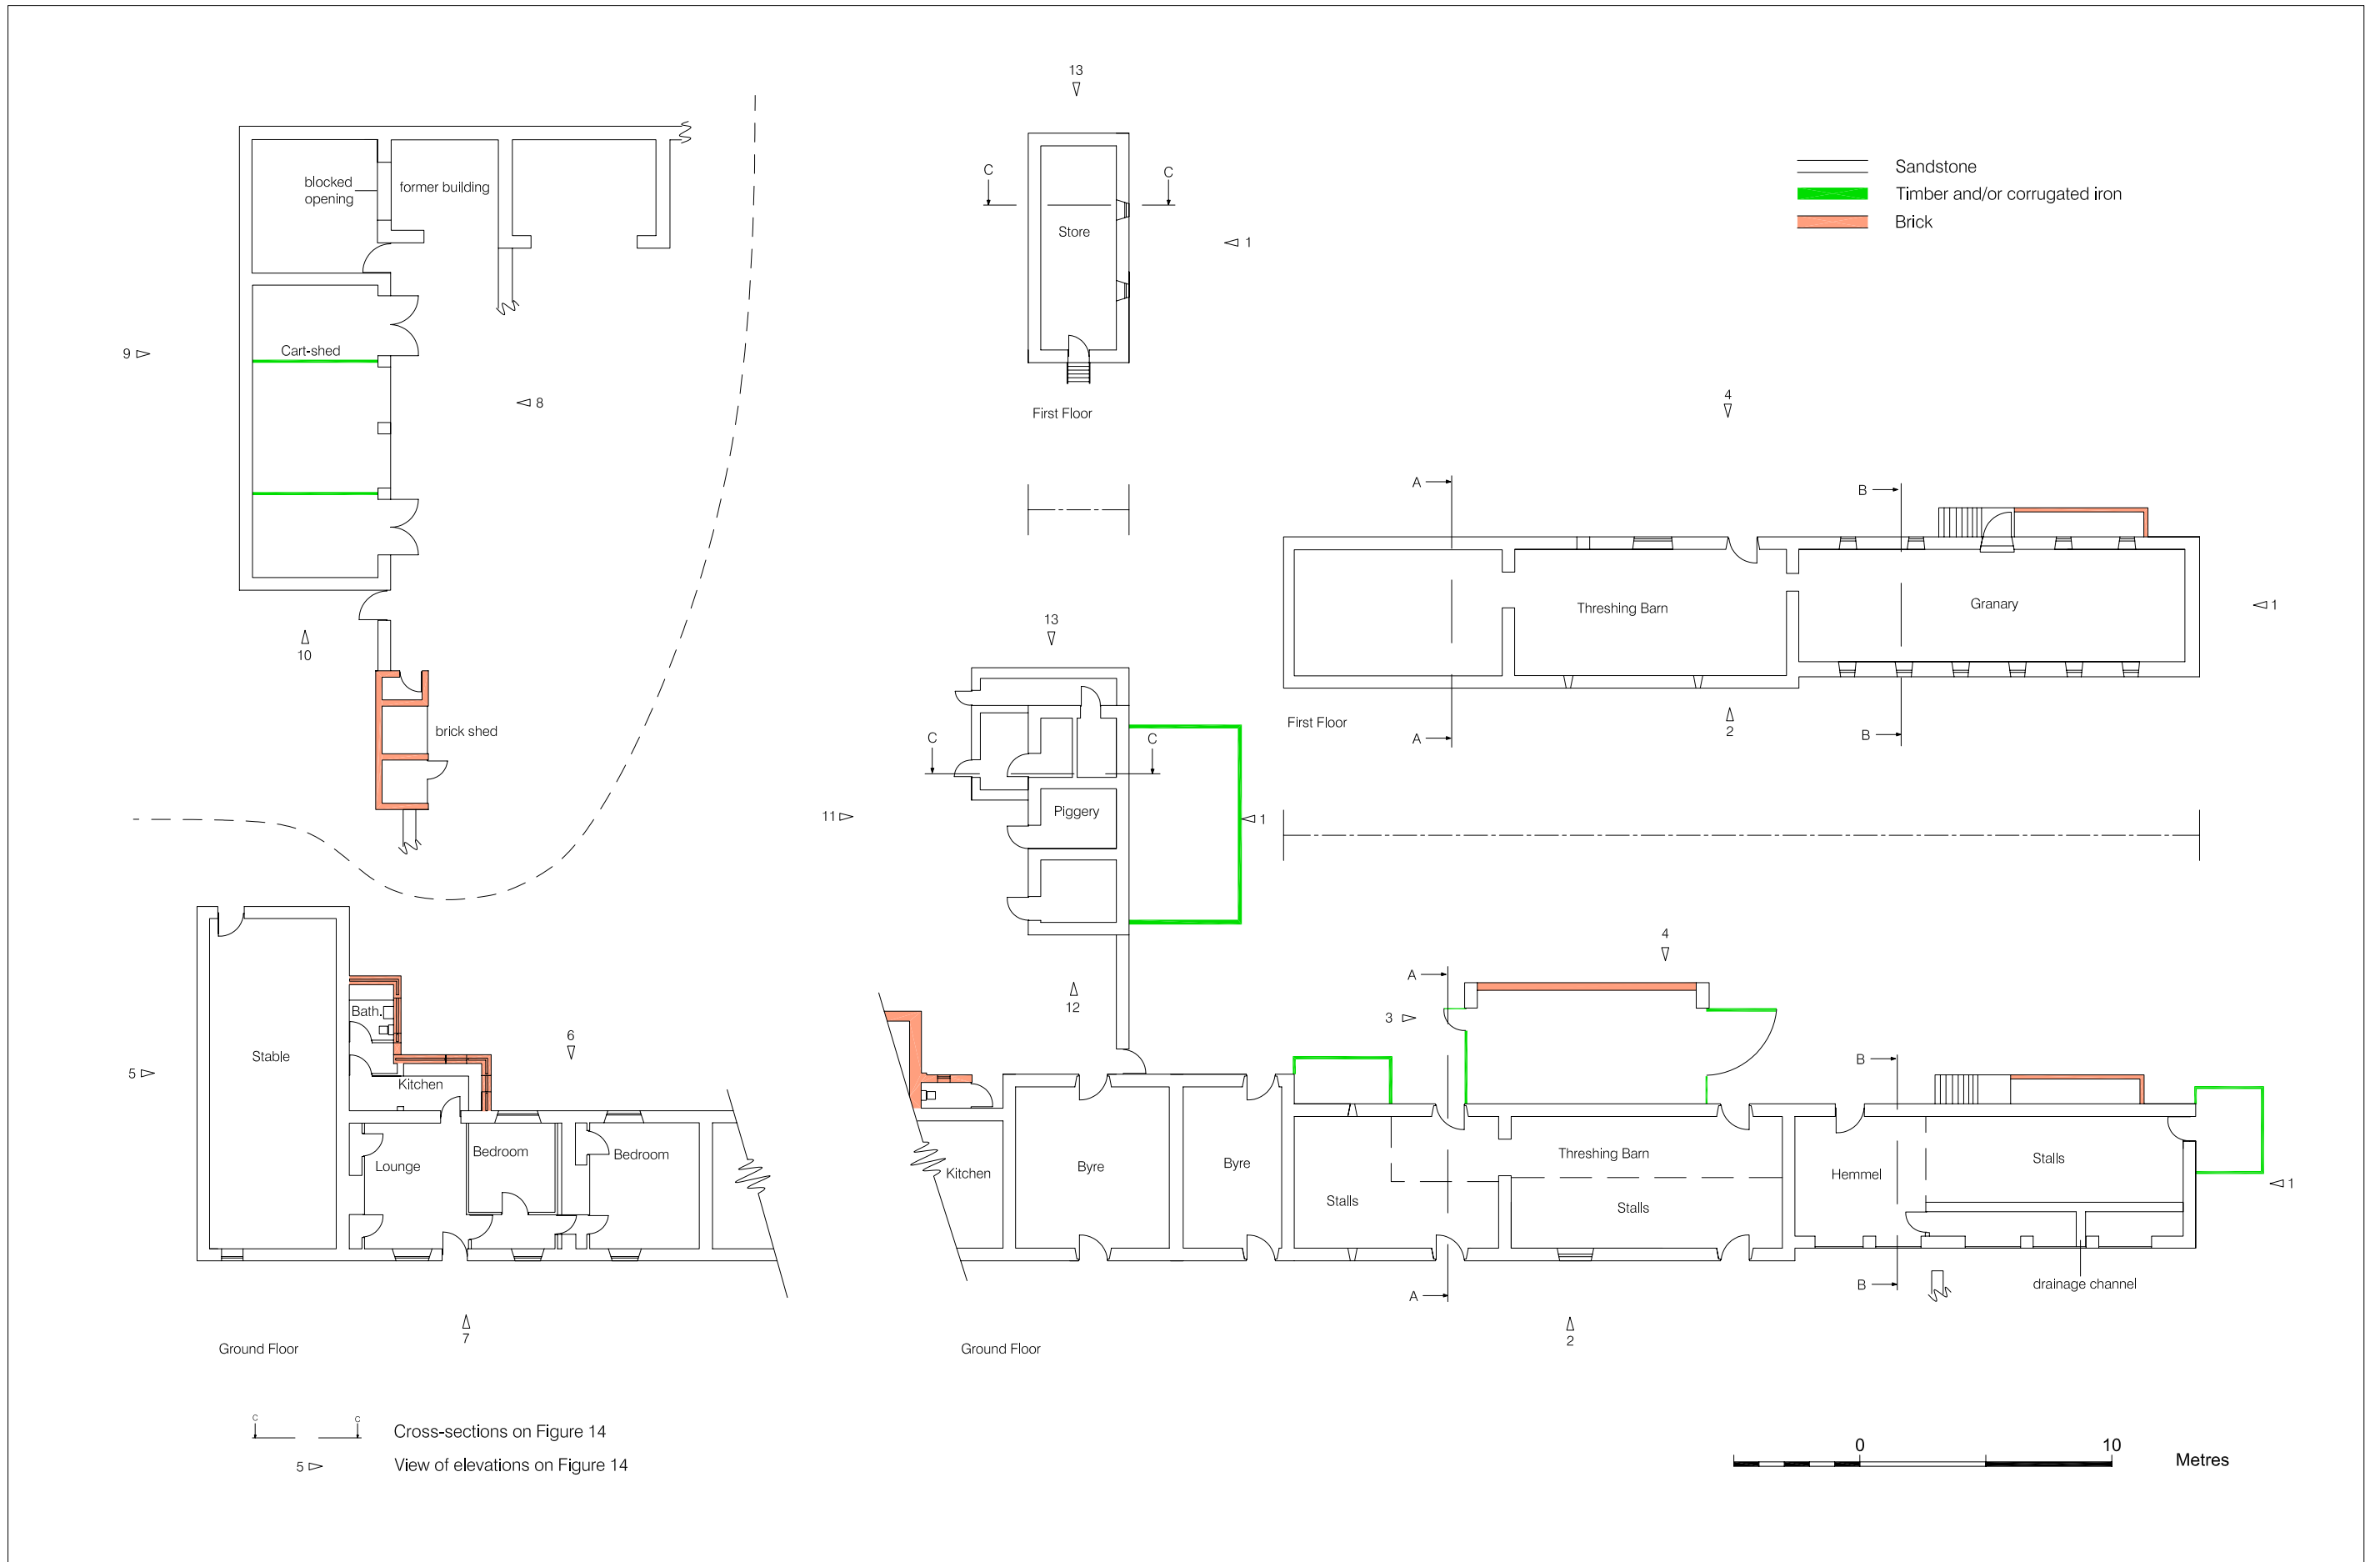 13
blocked
opening
former building
C
C
Store
1
Sandstone
Timber and/or corrugated iron
Brick
9
Cart-shed
8
First Floor
4
A
B
Threshing Barn
Granary
1
10
13
brick shed
C
C
11
Piggery
1
First Floor
A
2
B
4
A
3
12
Bath.
6
5
Stable
Kitchen
B
Lounge
Bedroom
Bedroom
Kitchen
Byre
Byre
Stalls
Threshing Barn
Stalls
Hemmel
Stalls
1
A
B
drainage channel
7
2
Ground Floor
Ground Floor
C
C
Cross-sections on Figure 14
5
View of elevations on Figure 14
0
10
Metres